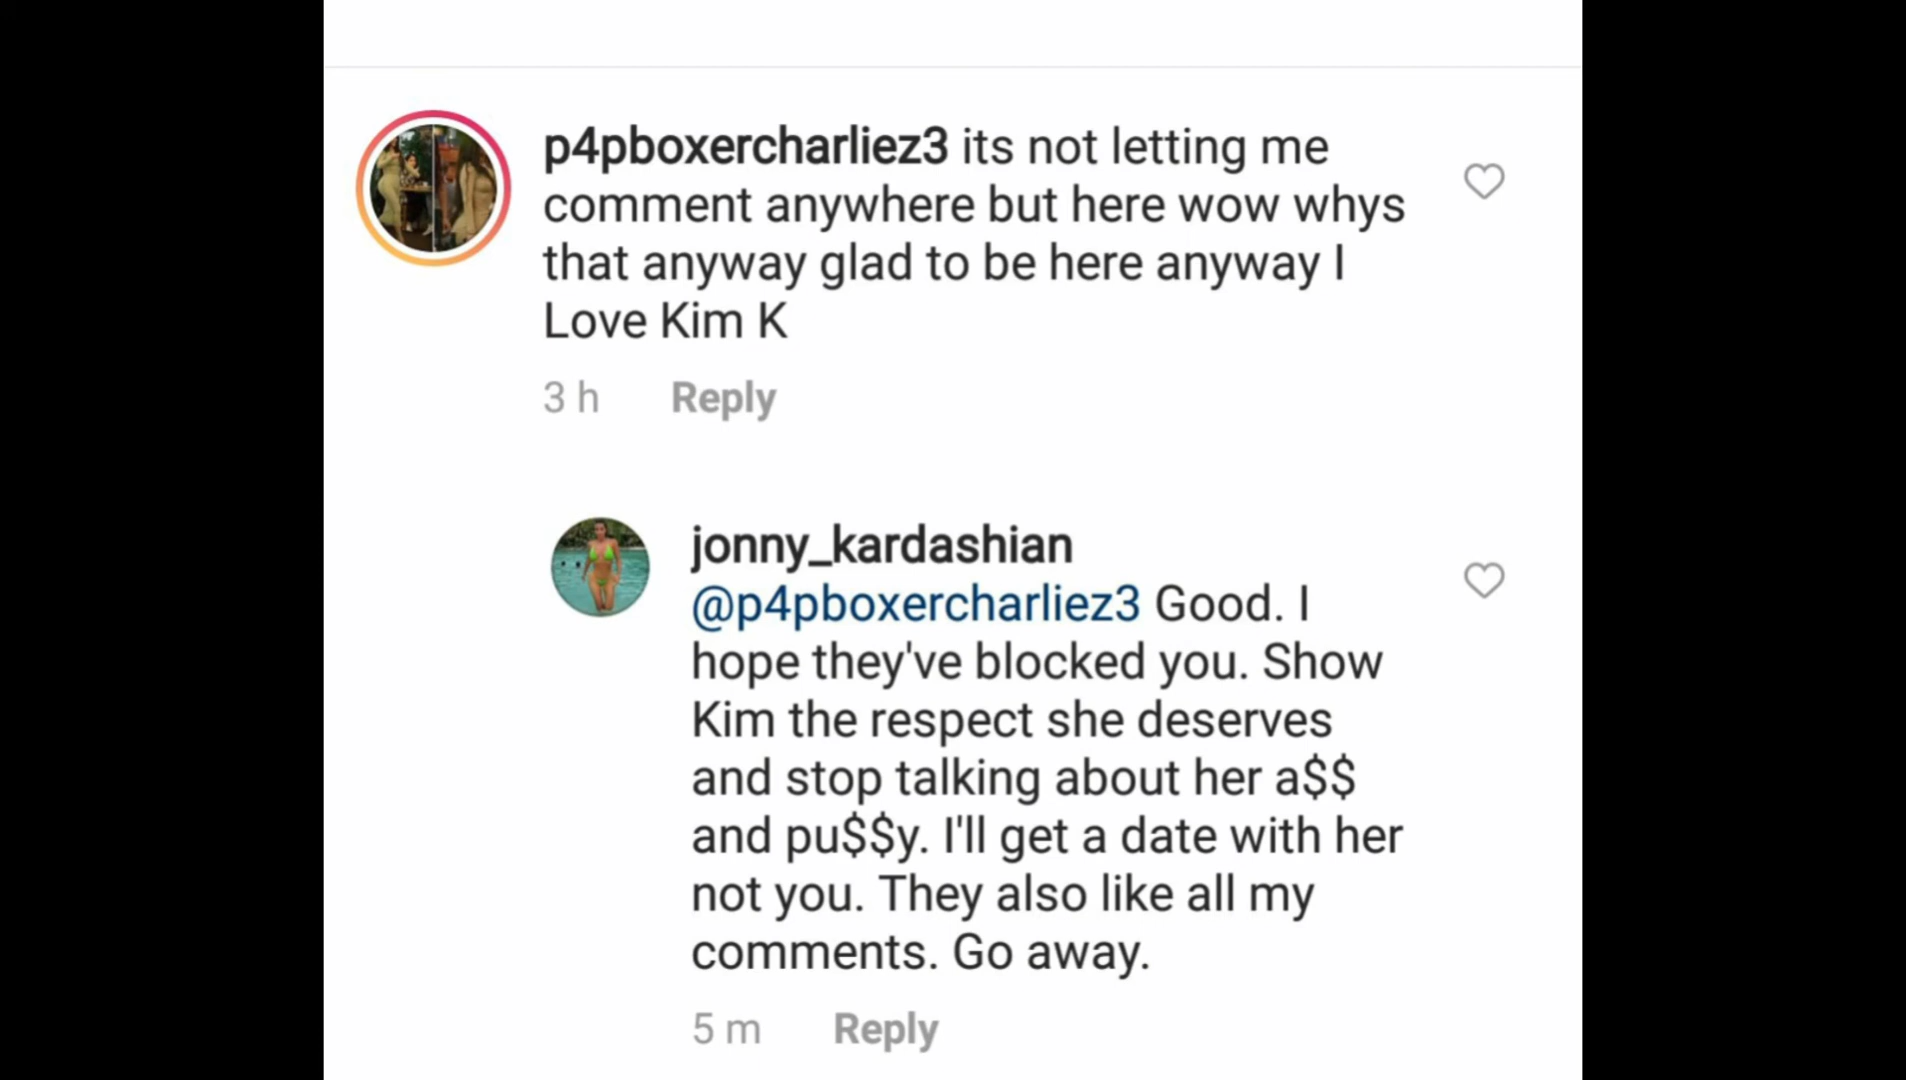 p4pboxercharliez3 its not letting me
comment anywhere but here wow whys
that anyway glad to be here anyway I
Love Kim K
3 h Reply
jonny_kardashian
@p4pboxercharliez3 Good. I
hope they've blocked you. Show
Kim the respect she deserves
and stop talking about her a$$
and pu$$y. I'll get a date with her
not you. They also like all my
comments. Go away.
5 m Reply